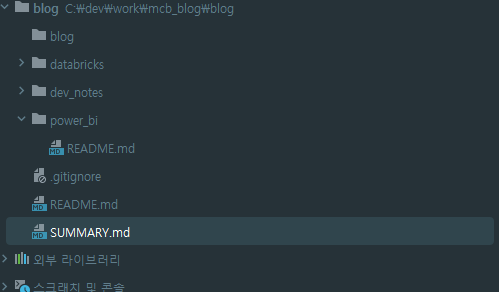 blog C:\dev\work\mcb_blog\blog
blog
databricks
dev_notes
power_bi
MD README.md
.gitignore
MD README.md
MD SUMMARY.md
외부 라이브러리
스크래치 및 콘솔